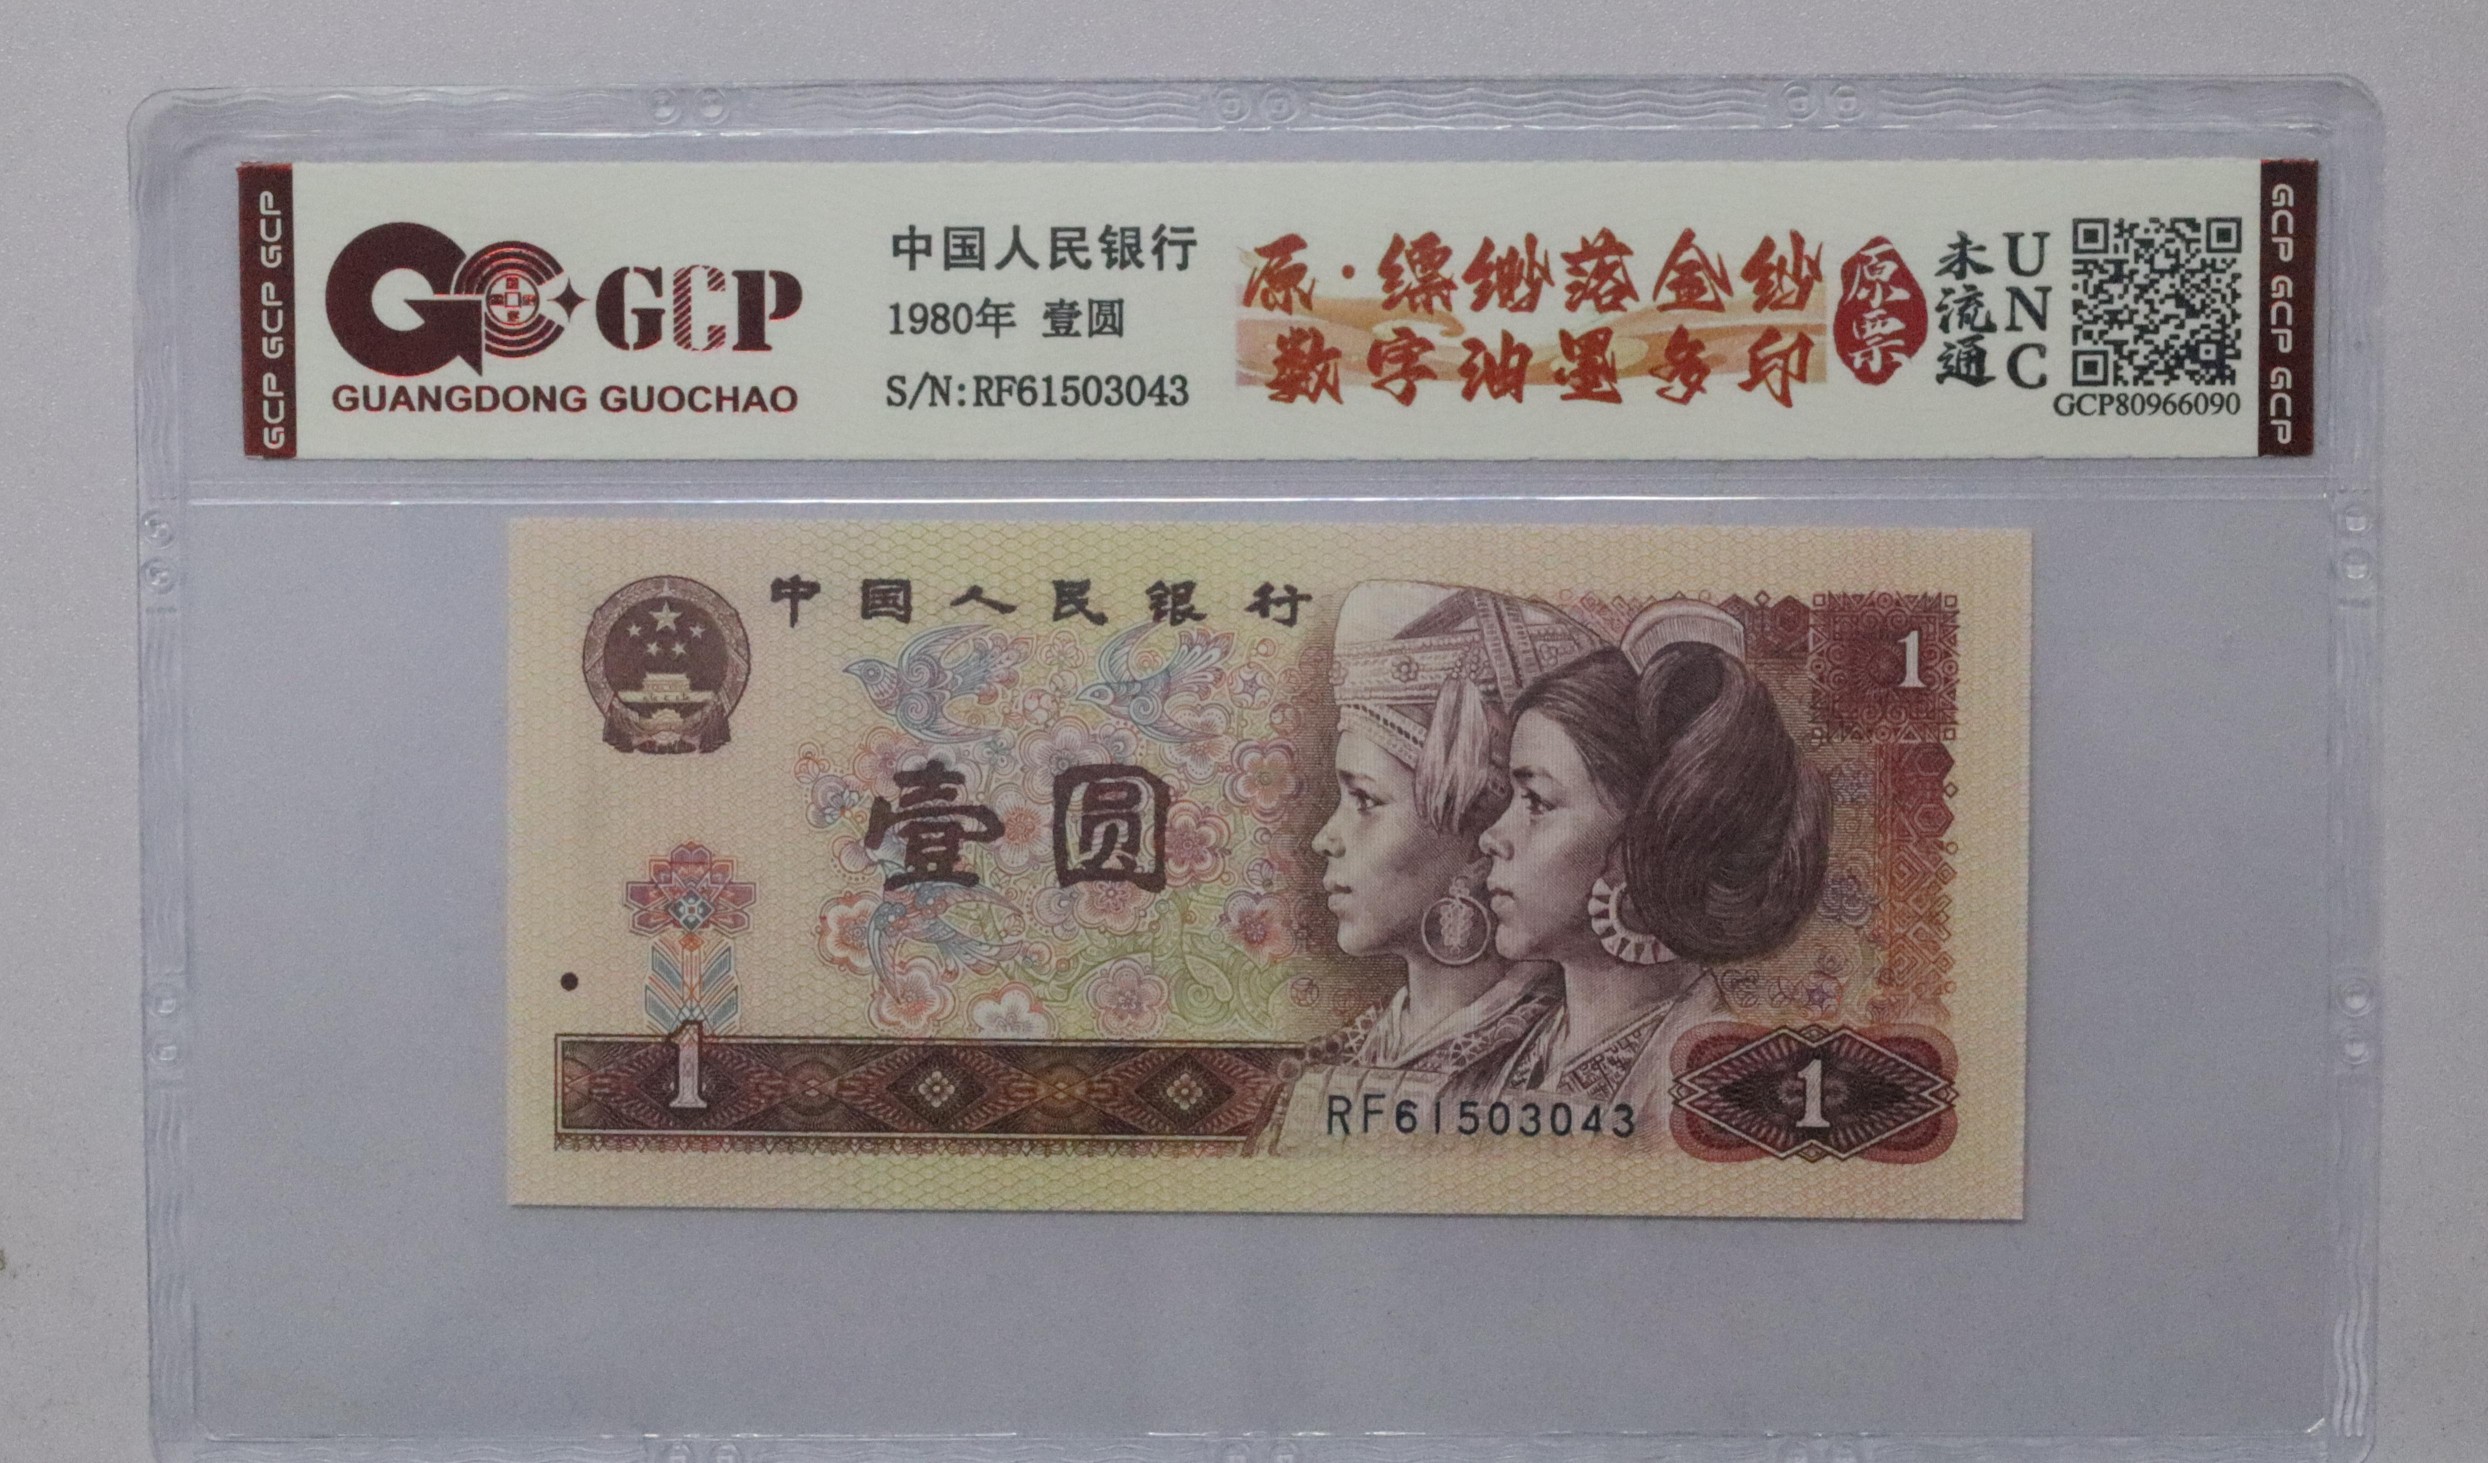 GCP GCP GCP
GCP
GUANGDONG GUOCHAO
中国人民银行
1980年 壹圆
S/N:RF61503043
原·缥缈落金纱
数字油墨多印
原票
未流通
UNC
GCP80966090
GCP GCP GCP
中国人民银行
1
壹圆
1
1
RF61503043